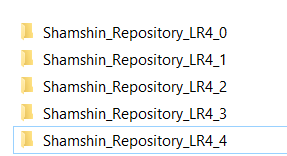 Shamshin_Repository_LR4_0
Shamshin_Repository_LR4_1
Shamshin_Repository_LR4_2
Shamshin_Repository_LR4_3
Shamshin_Repository_LR4_4